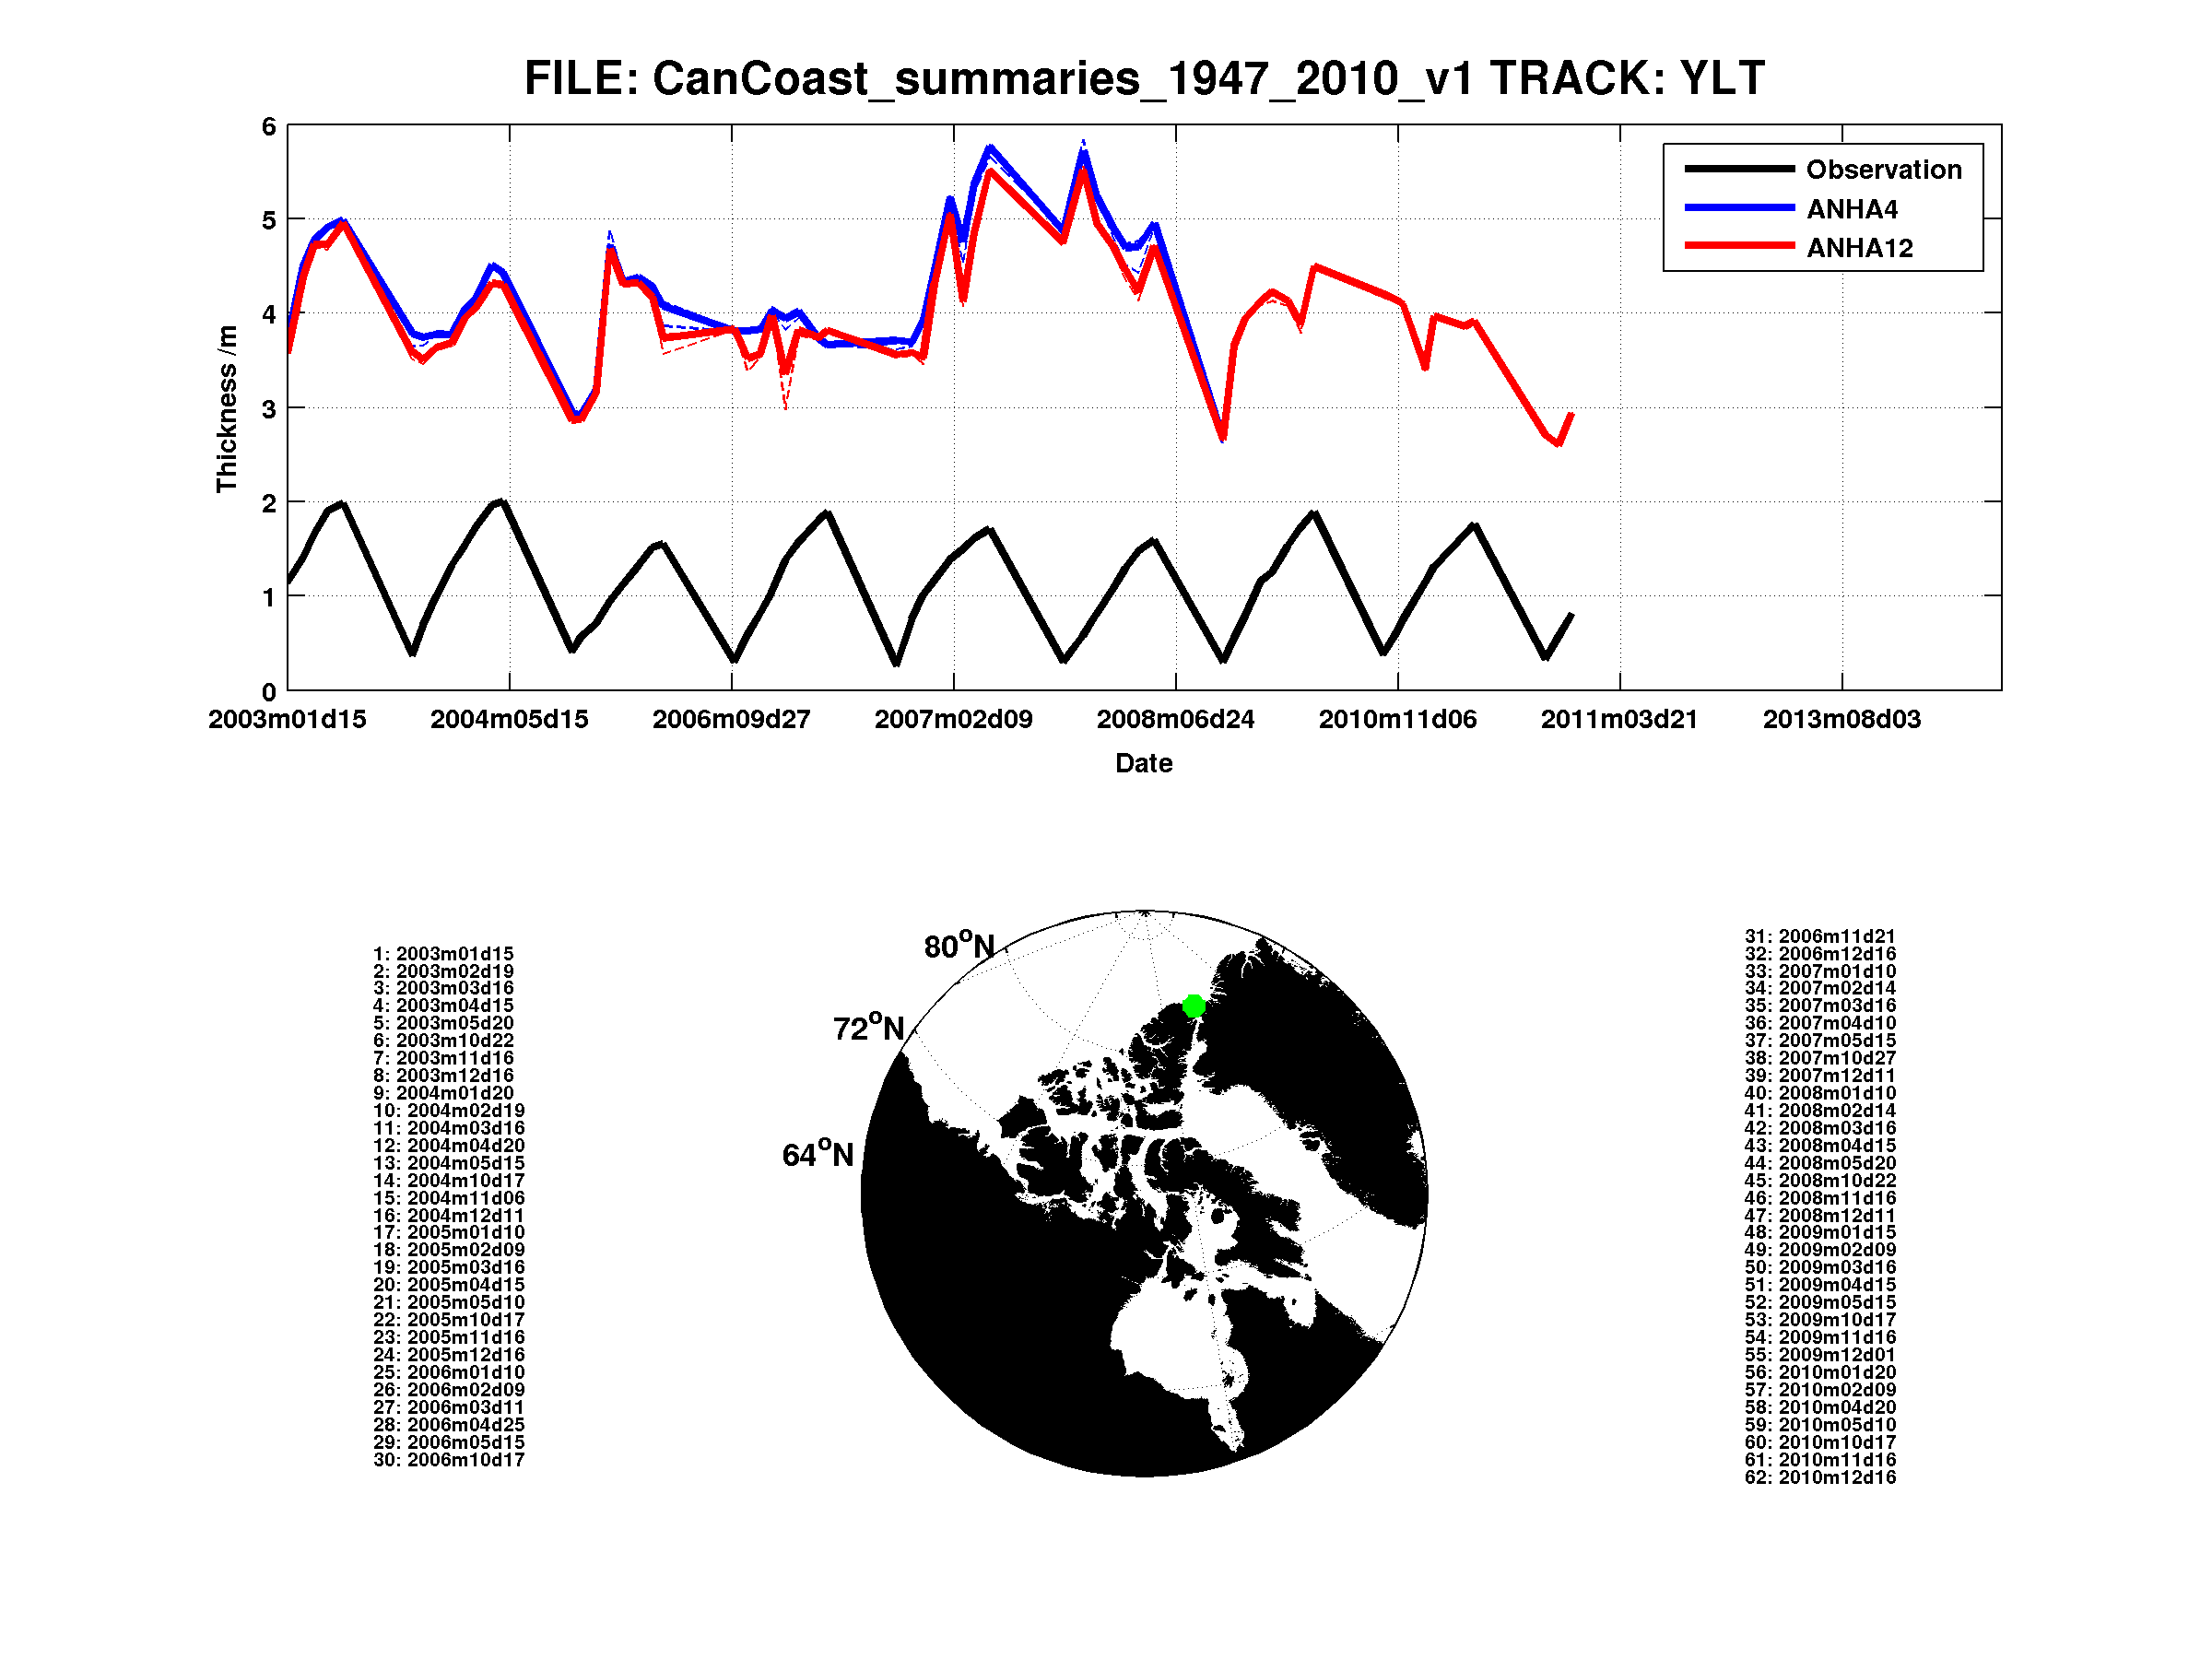 FILE: CanCoast_summaries_1947_2010_v1 TRACK: YLT
6
5
4
3
2
1
0
Thickness /m
Observation
ANHA4
ANHA12
2003m01d15 2004m05d15 2006m09d27 2007m02d09 2008m06d24 2010m11d06 2011m03d21 2013m08d03
Date
80°N
72°N
64°N
1: 2003m01d15
2: 2003m02d19
3: 2003m03d16
4: 2003m04d15
5: 2003m05d20
6: 2003m10d22
7: 2003m11d16
8: 2003m12d16
9: 2004m01d20
10: 2004m02d19
11: 2004m03d16
12: 2004m04d20
13: 2004m05d15
14: 2004m10d17
15: 2004m11d06
16: 2004m12d11
17: 2005m01d10
18: 2005m02d09
19: 2005m03d16
20: 2005m04d15
21: 2005m05d10
22: 2005m10d17
23: 2005m11d16
24: 2005m12d16
25: 2006m01d10
26: 2006m02d09
27: 2006m03d11
28: 2006m04d25
29: 2006m05d15
30: 2006m10d17
31: 2006m11d21
32: 2006m12d16
33: 2007m01d10
34: 2007m02d14
35: 2007m03d16
36: 2007m04d10
37: 2007m05d15
38: 2007m10d27
39: 2007m12d11
40: 2008m01d10
41: 2008m02d14
42: 2008m03d16
43: 2008m04d15
44: 2008m05d20
45: 2008m10d22
46: 2008m11d16
47: 2008m12d11
48: 2009m01d15
49: 2009m02d09
50: 2009m03d16
51: 2009m04d15
52: 2009m05d15
53: 2009m10d17
54: 2009m11d16
55: 2009m12d01
56: 2010m01d20
57: 2010m02d09
58: 2010m04d20
59: 2010m05d10
60: 2010m10d17
61: 2010m11d16
62: 2010m12d16